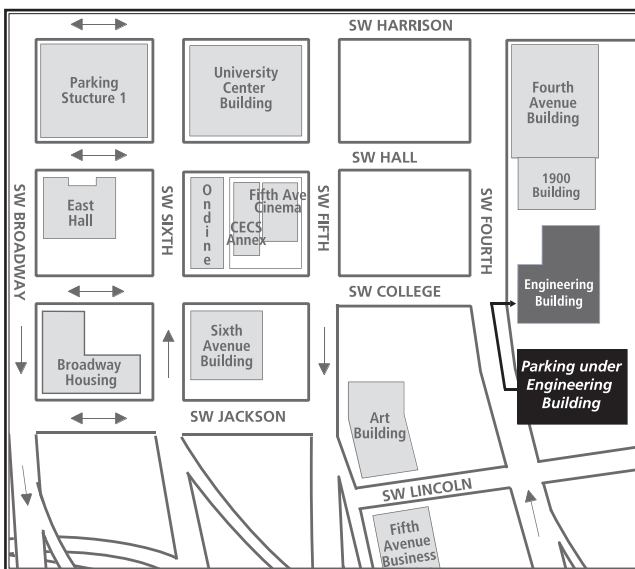 SW HARRISON
Parking
Stucture 1
University
Center
Building
Fourth
Avenue
Building
SW HALL
1900
Building
SW BROADWAY
East
Hall
SW SIXTH
Ondine
CECS
Annex
Fifth Ave
Cinema
SW FIFTH
SW FOURTH
Engineering
Building
SW COLLEGE
Broadway
Housing
Sixth
Avenue
Building
Parking under
Engineering
Building
SW JACKSON
Art
Building
SW LINCOLN
Fifth
Avenue
Business